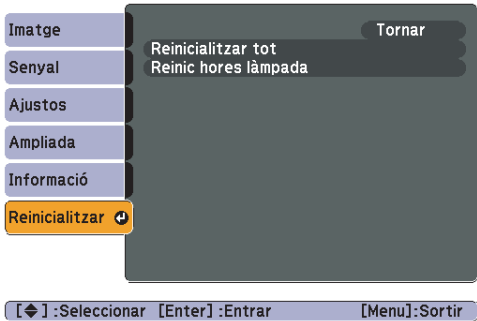 Imatge
Senyal
Ajustos
Ampliada
Informació
Reinicialitzar
Tornar
Reinicialitzar tot
Reinic hores làmpada
[◆] :Seleccionar [Enter] :Entrar [Menu]:Sortir